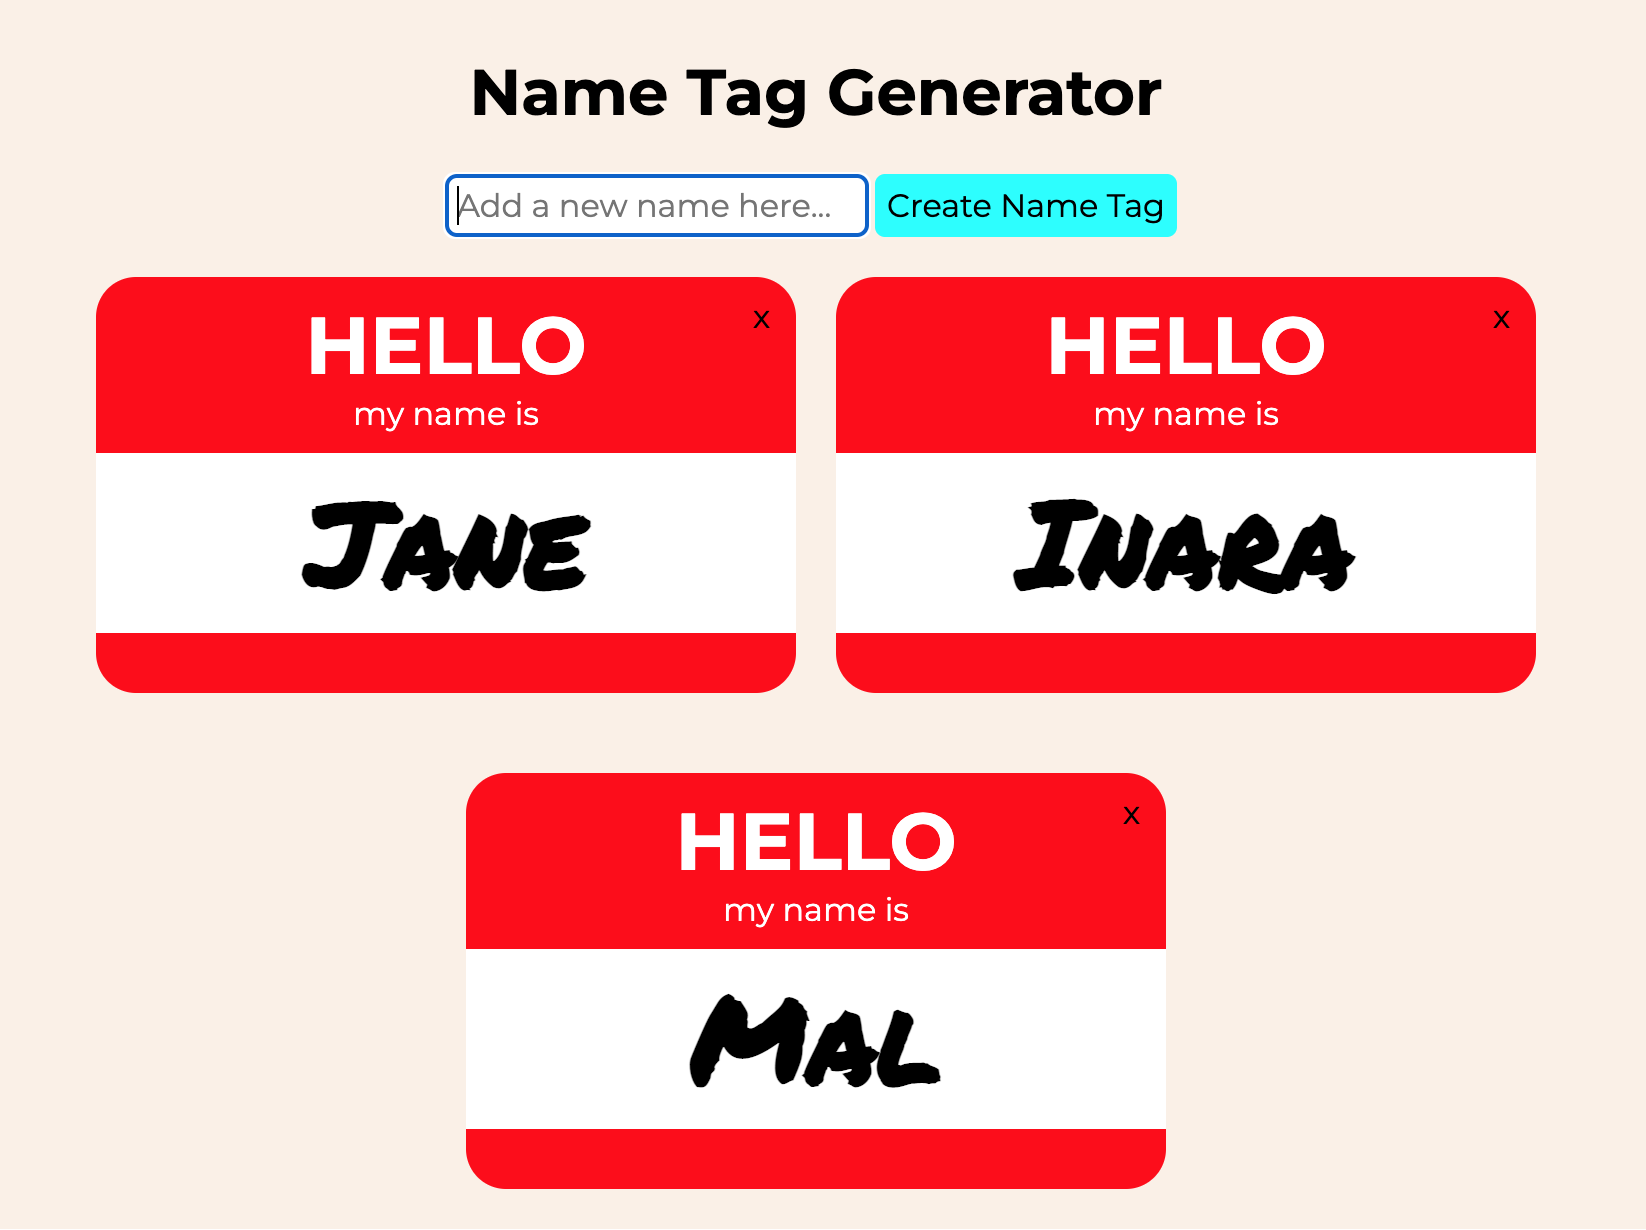 Name Tag Generator
Add a new name here...
Create Name Tag
x
HELLO
my name is
Jane
x
HELLO
my name is
Inara
x
HELLO
my name is
Mal